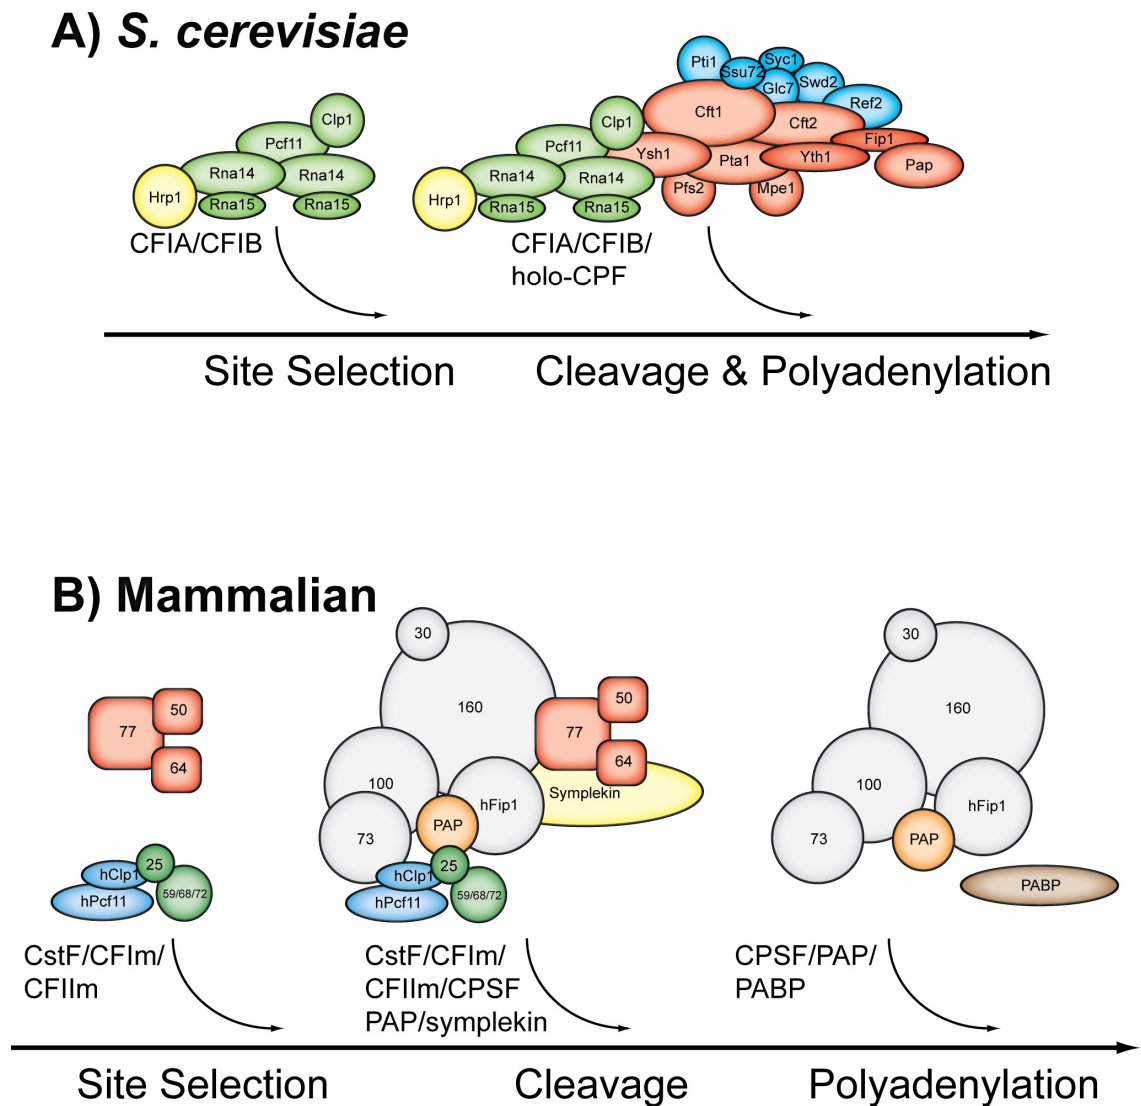 A) S. cerevisiae
Clp1
Pcf11
Rna14
Rna14
Hrp1
Rna15
Rna15
CFIA/CFIB
Pti1
Ssu72
Syc1
Glc7
Swd2
Ref2
Cft1
Cft2
Fip1
Clp1
Pcf11
Ysh1
Pta1
Yth1
Pap
Rna14
Rna14
Pfs2
Mpe1
Hrp1
Rna15
Rna15
CFIA/CFIB/
holo-CPF
Site Selection
Cleavage & Polyadenylation
B) Mammalian
77
50
64
25
hClp1
59/68/72
hPcf11
CstF/CFIm/
CFIIm
30
160
50
77
64
100
hFip1
Symplekin
PAP
73
25
hClp1
59/68/72
hPcf11
CstF/CFIm/
CFIIm/CPSF
PAP/symplekin
30
160
100
hFip1
73
PAP
PABP
CPSF/PAP/
PABP
Site Selection
Cleavage
Polyadenylation